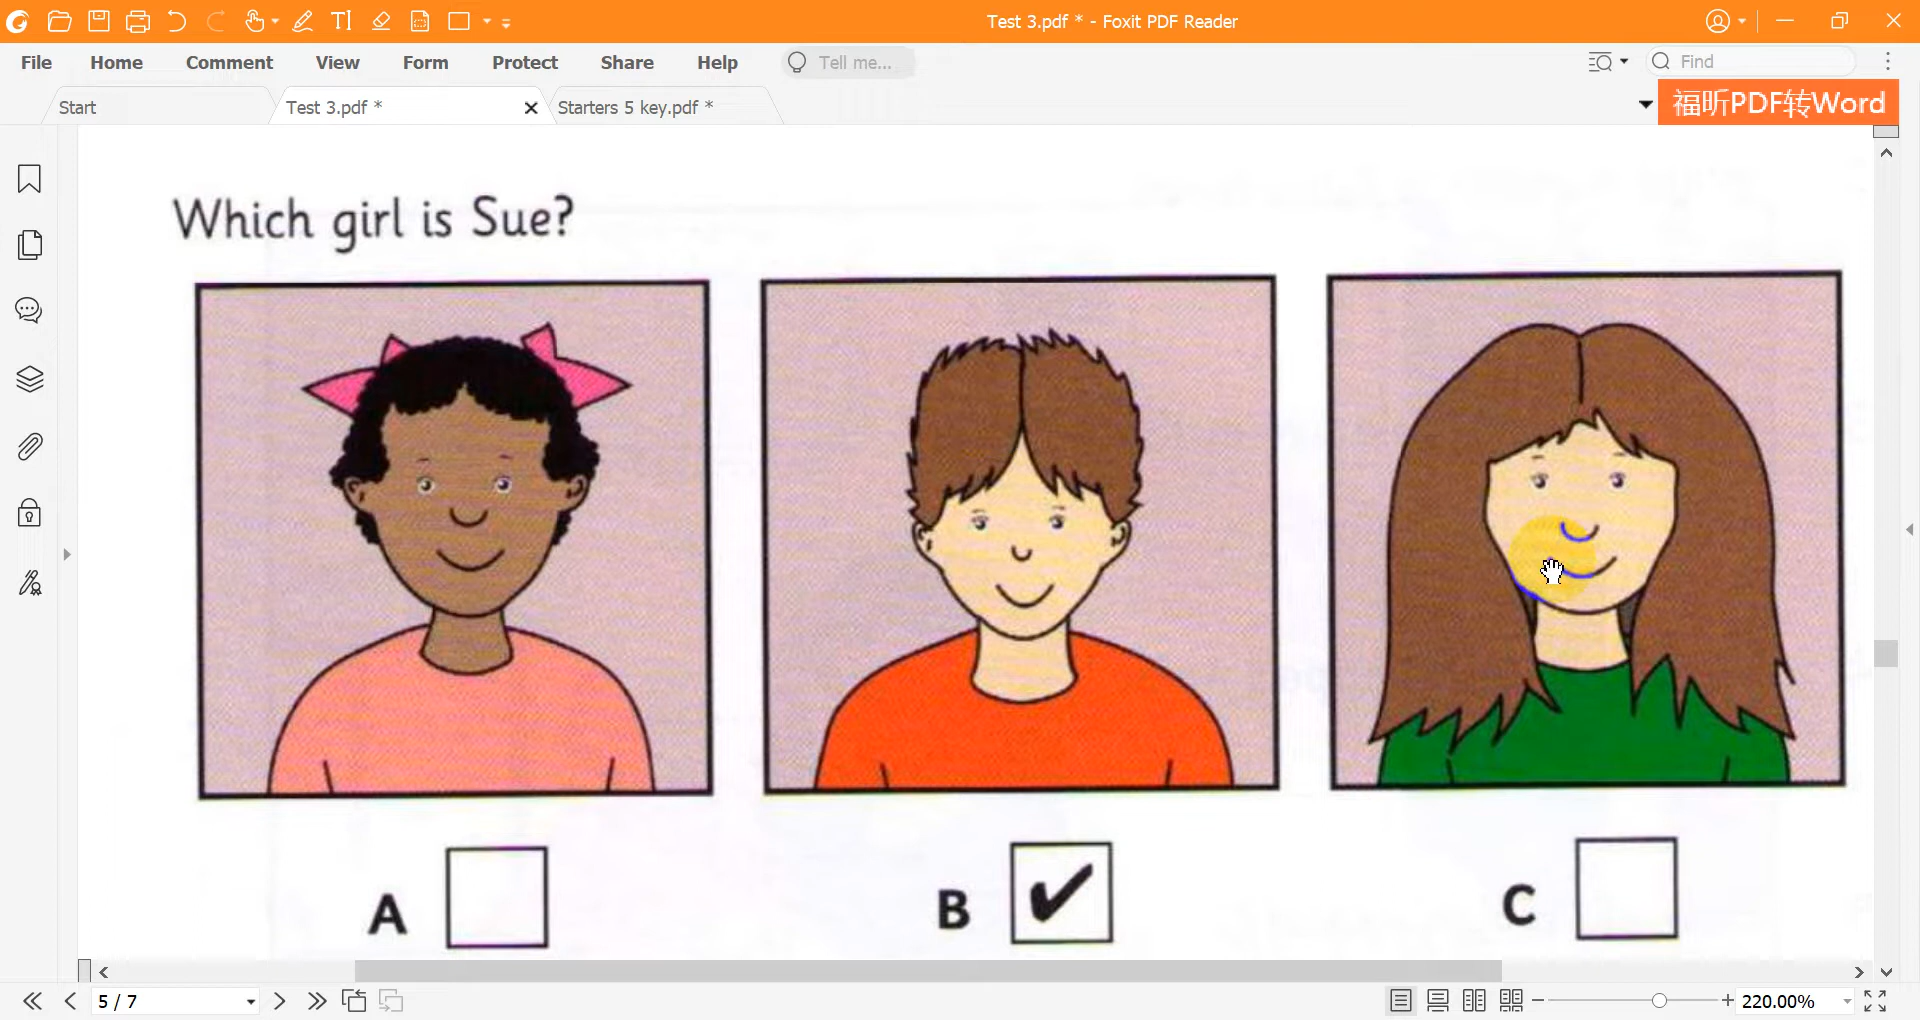 Test 3.pdf * - Foxit PDF Reader
File Home Comment View Form Protect Share Help Tell me... Find
Start Test 3.pdf * Starters 5 key.pdf * 福昕PDF转Word
Which girl is Sue?
A B C
5 / 7 220.00%